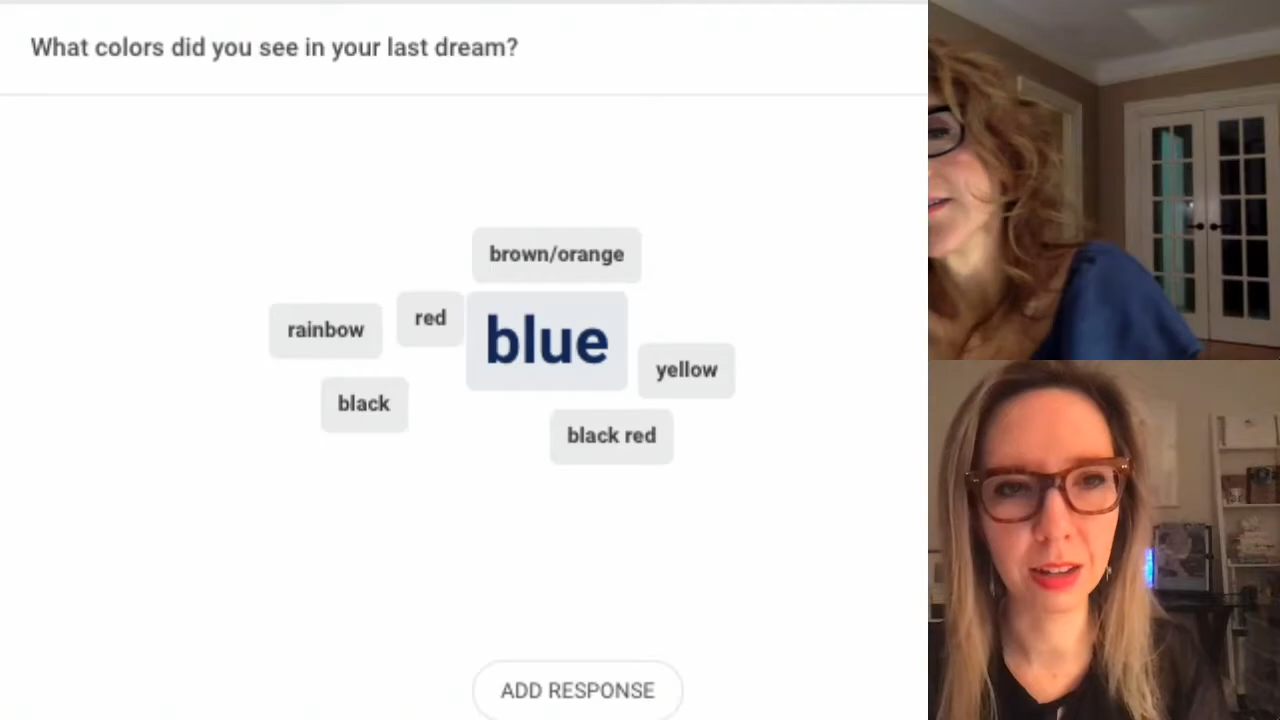 What colors did you see in your last dream?
brown/orange
rainbow
red
blue
yellow
black
black red
ADD RESPONSE